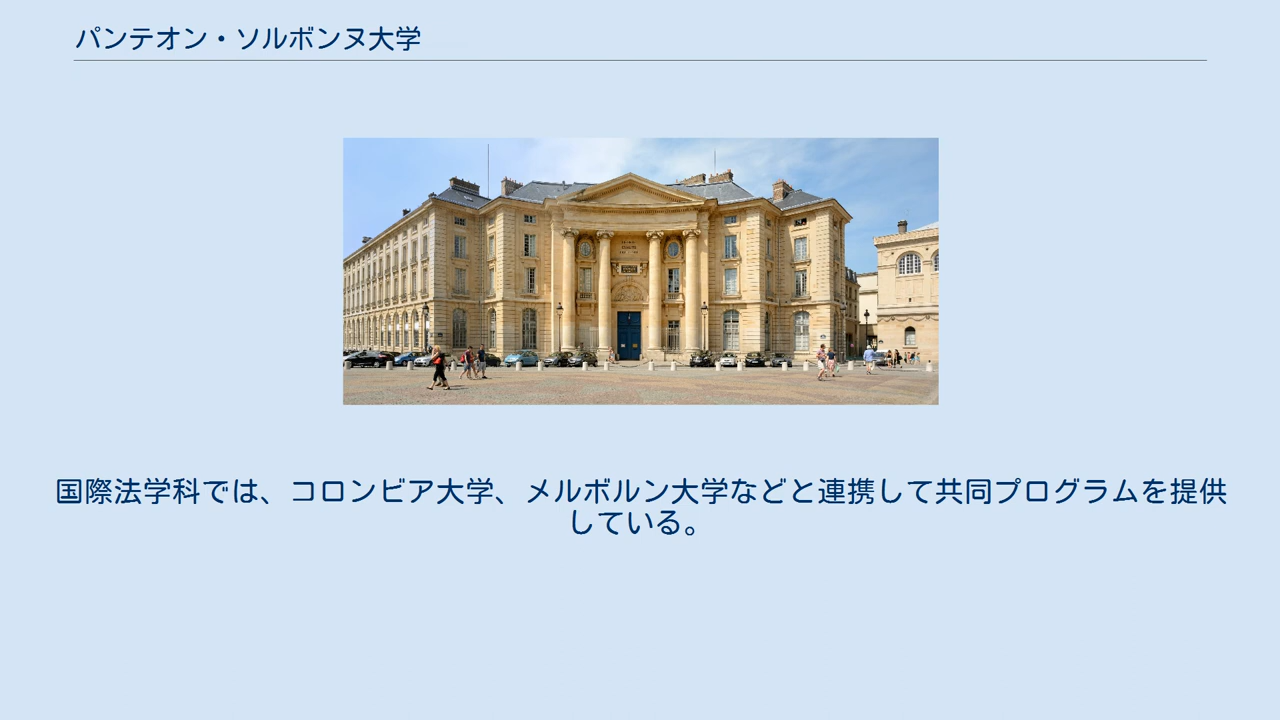 パンテオン・ソルボンヌ大学
国際法学科では、コロンビア大学、メルボルン大学などと連携して共同プログラムを提供
している。